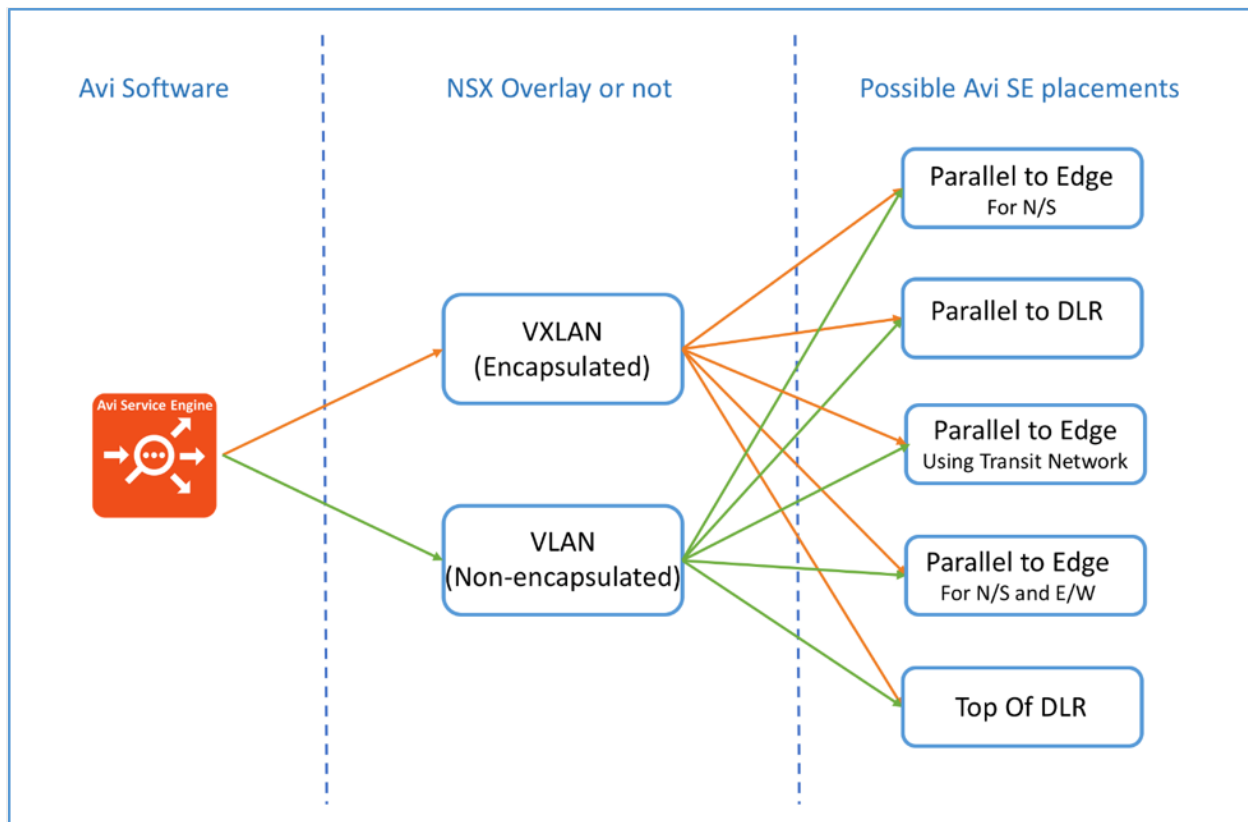 Avi Software
NSX Overlay or not
Possible Avi SE placements
Avi Service Engine
VXLAN
(Encapsulated)
VLAN
(Non-encapsulated)
Parallel to Edge
For N/S
Parallel to DLR
Parallel to Edge
Using Transit Network
Parallel to Edge
For N/S and E/W
Top Of DLR